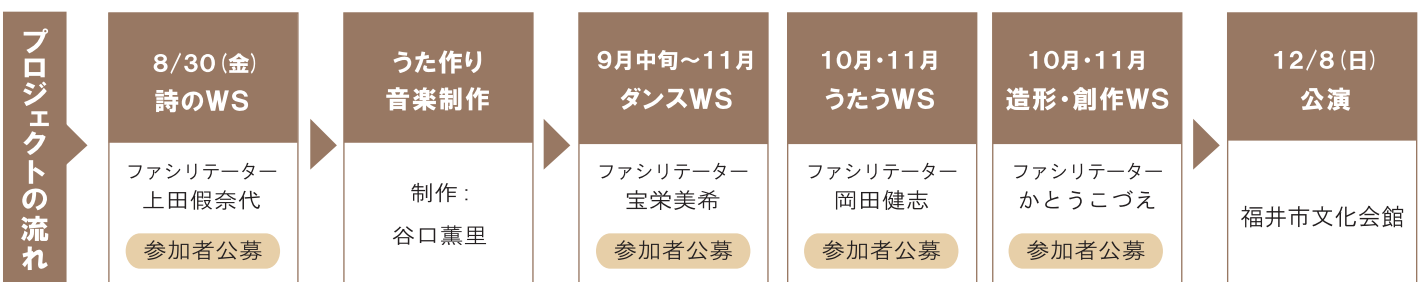 プロジェクトの流れ
8/30(金)
詩のWS
ファシリテーター
上田假奈代
参加者公募
うた作り
音楽制作
制作:
谷口薫里
9月中旬~11月
ダンスWS
ファシリテーター
宝栄美希
参加者公募
10月・11月
うたうWS
ファシリテーター
岡田健志
参加者公募
10月・11月
造形・創作WS
ファシリテーター
かとうこづえ
参加者公募
12/8(日)
公演
福井市文化会館